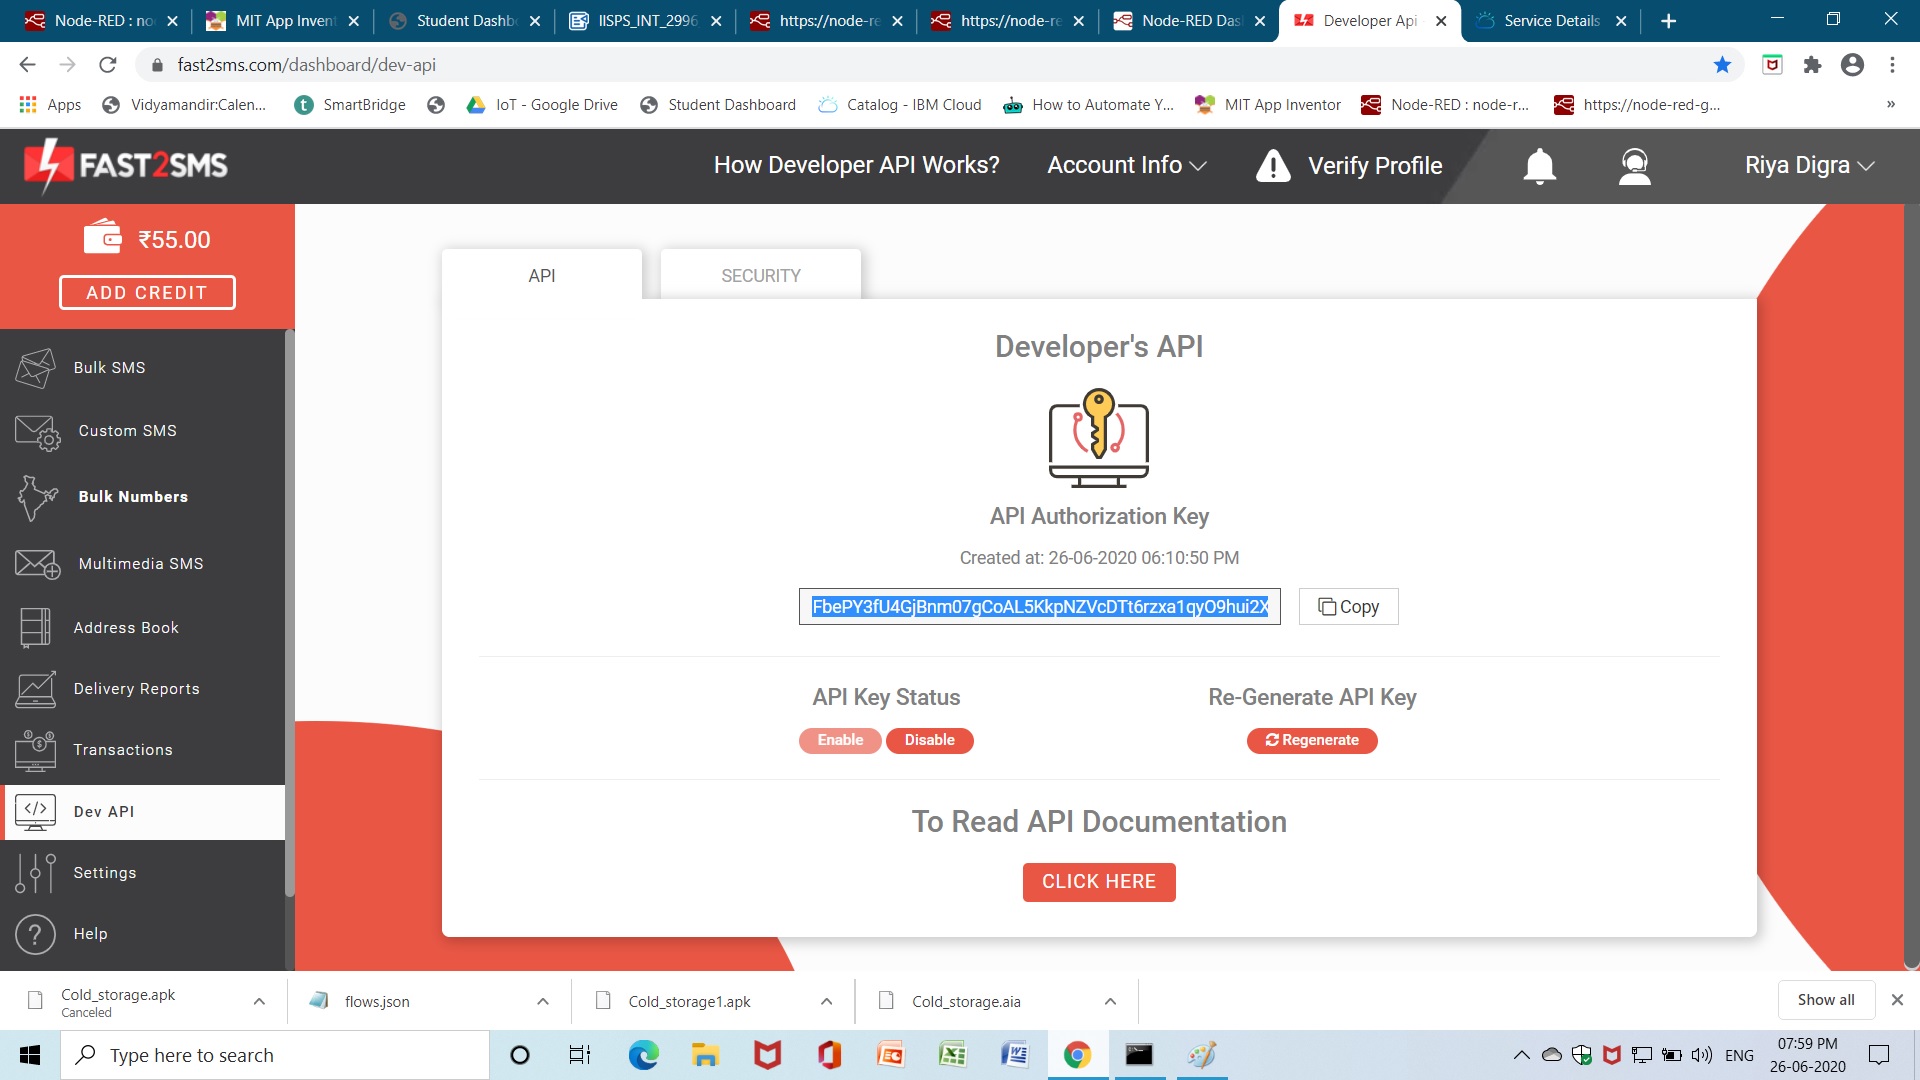 Node-RED : no
MIT App Inven
Student Dashb
IISPS_INT_2996
https://node-re
https://node-re
Node-RED Das
Developer Api
Service Details
fast2sms.com/dashboard/dev-api
Apps
Vidyamandir:Calen...
SmartBridge
IoT - Google Drive
Student Dashboard
Catalog - IBM Cloud
How to Automate Y...
MIT App Inventor
Node-RED : node-r...
https://node-red-g...
»
FAST2SMS
How Developer API Works?
Account Info
Verify Profile
Riya Digra
₹55.00
ADD CREDIT
Bulk SMS
Custom SMS
Bulk Numbers
Multimedia SMS
Address Book
Delivery Reports
Transactions
Dev API
Settings
Help
API
SECURITY
Developer's API
API Authorization Key
Created at: 26-06-2020 06:10:50 PM
FbePY3fU4GjBnm07gCoAL5KkpNZVcDTt6rzxa1qyO9hui2X
Copy
API Key Status
Re-Generate API Key
Enable
Disable
Regenerate
To Read API Documentation
CLICK HERE
Cold_storage.apk
Canceled
flows.json
Cold_storage1.apk
Cold_storage.aia
Show all
Type here to search
ENG
07:59 PM
26-06-2020